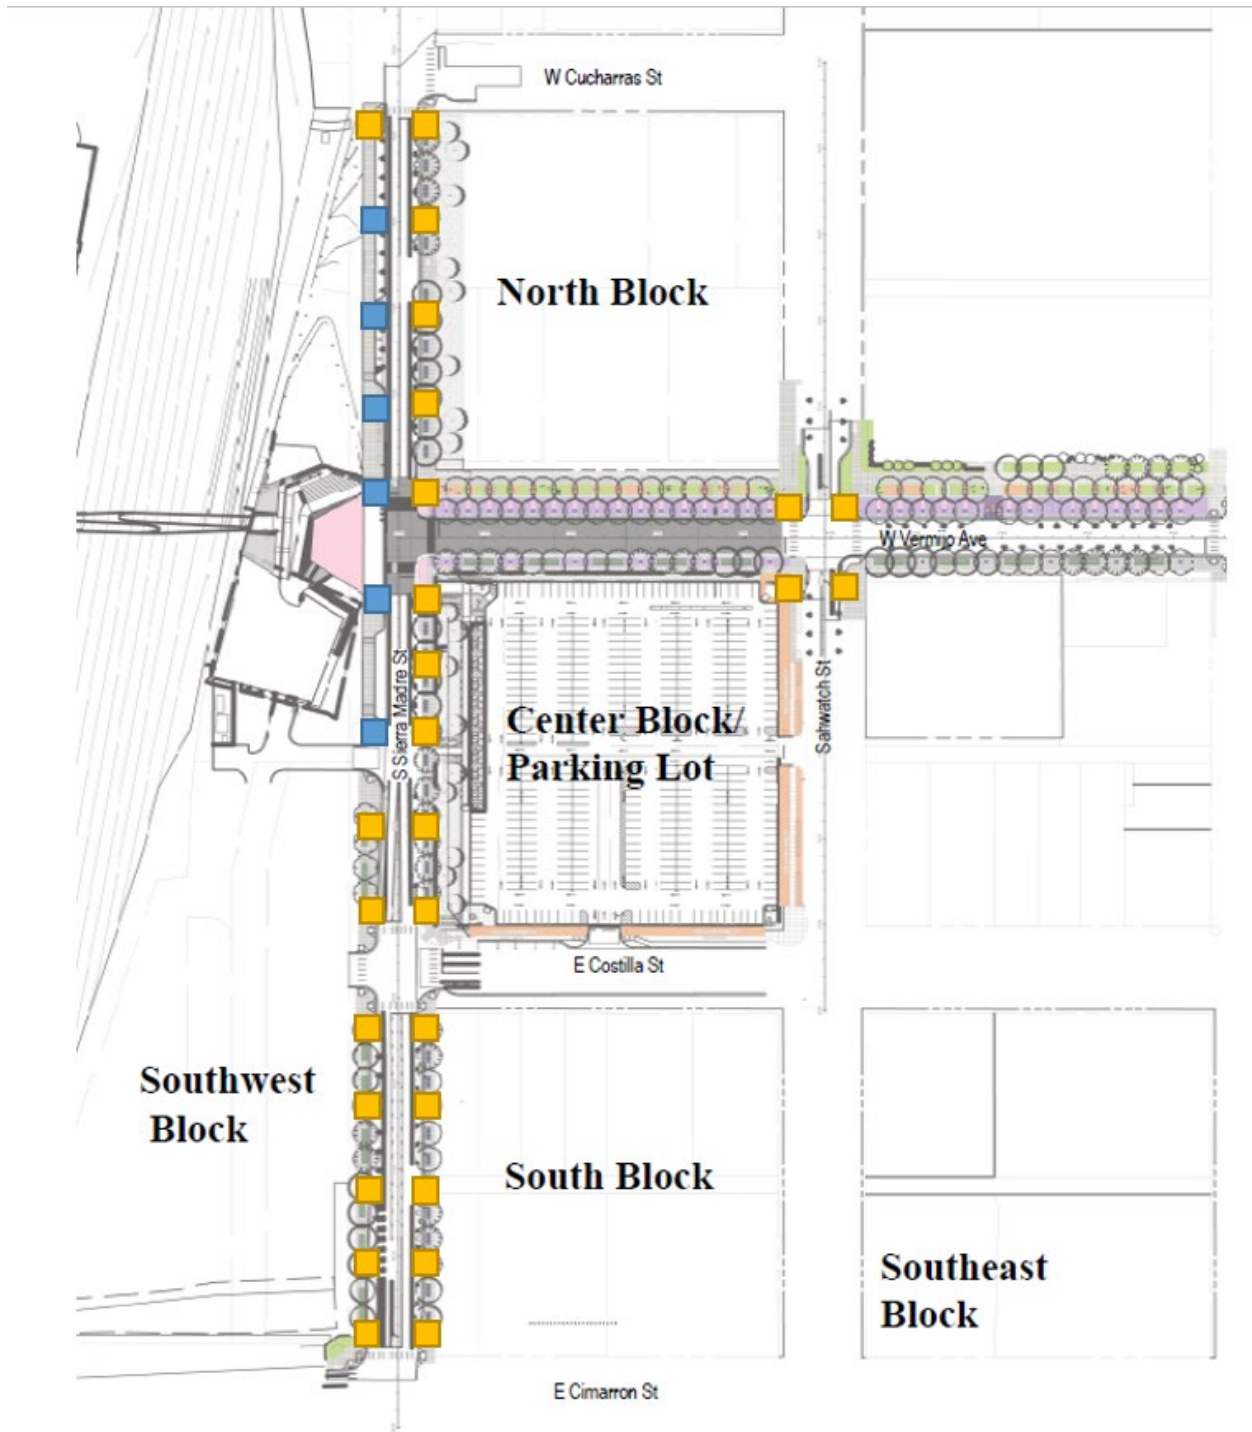 W Cucharras St
North Block
W Vermijo Ave
S Sierra Madre St
Sahwatch St
Center Block/
Parking Lot
E Costilla St
Southwest
Block
South Block
Southeast
Block
E Cimarron St